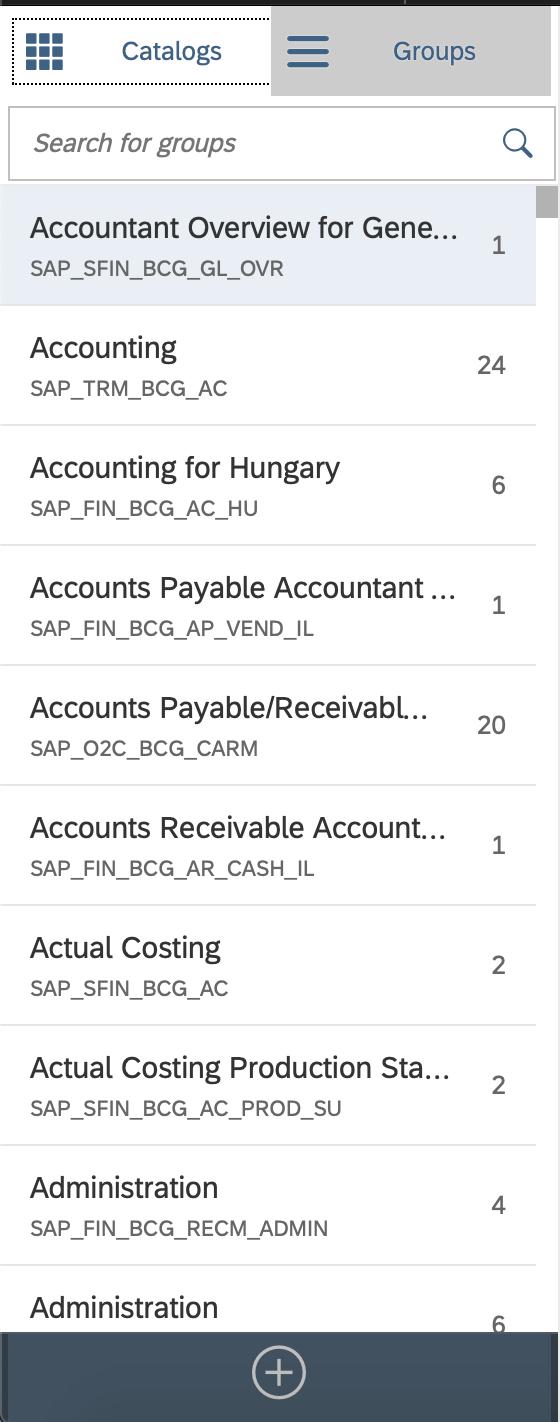 Catalogs
Groups
Search for groups
Accountant Overview for Gene...
1
SAP_SFIN_BCG_GL_OVR
Accounting
24
SAP_TRM_BCG_AC
Accounting for Hungary
6
SAP_FIN_BCG_AC_HU
Accounts Payable Accountant ...
1
SAP_FIN_BCG_AP_VEND_IL
Accounts Payable/Receivabl...
20
SAP_O2C_BCG_CARM
Accounts Receivable Account...
1
SAP_FIN_BCG_AR_CASH_IL
Actual Costing
2
SAP_SFIN_BCG_AC
Actual Costing Production Sta...
2
SAP_SFIN_BCG_AC_PROD_SU
Administration
4
SAP_FIN_BCG_RECM_ADMIN
Administration
6